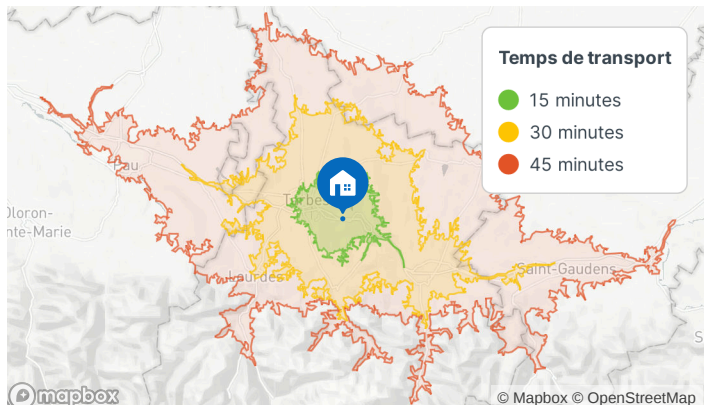 Temps de transport
15 minutes
30 minutes
45 minutes
Pau
Tarbes
Oloron-
Sainte-Marie
Lourdes
Saint-Gaudens
S
mapbox
© Mapbox © OpenStreetMap